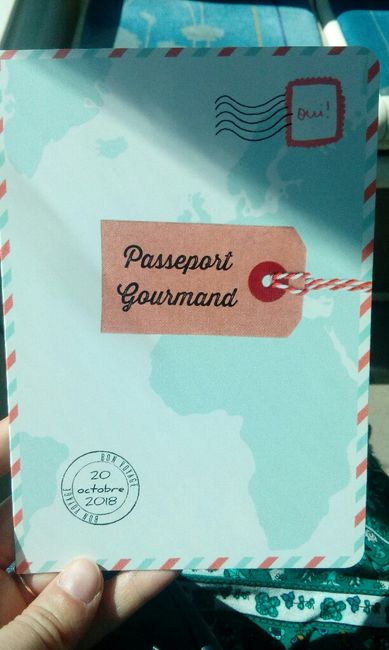 oui!
Passeport
Gourmand
BON VOYAGE
20
octobre
2018
BON VOYAGE